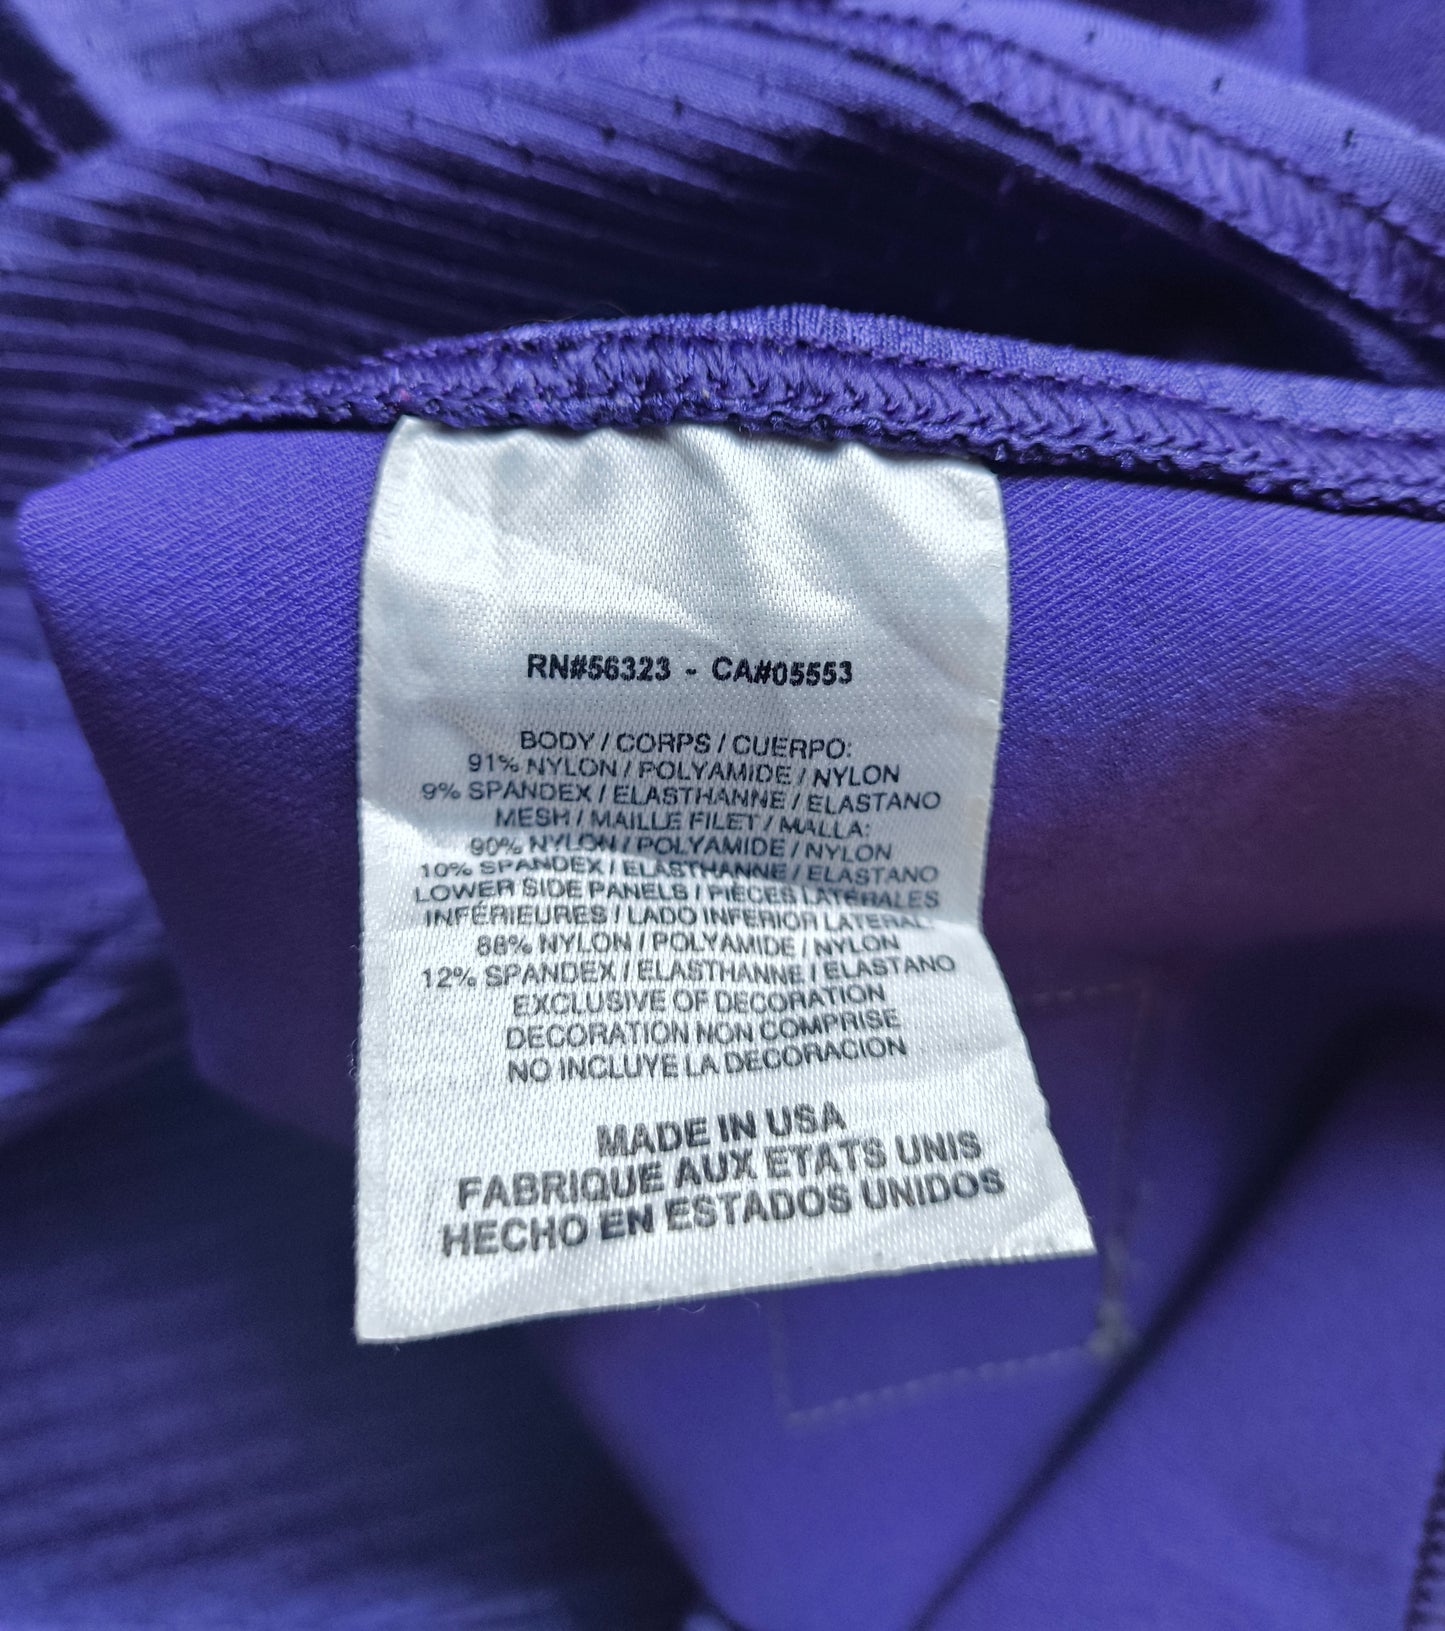 RN#56323 - CA#05553
BODY / CORPS / CUERPO:
91% NYLON / POLYAMIDE / NYLON
9% SPANDEX / ELASTHANNE / ELASTANO
MESH / MAILLE FILET / MALLA:
90% NYLON / POLYAMIDE / NYLON
10% SPANDEX / ELASTHANNE / ELASTANO
LOWER SIDE PANELS / PIÈCES LATÉRALES
INFÉRIEURES / LADO INFERIOR LATERAL
88% NYLON / POLYAMIDE / NYLON
12% SPANDEX / ELASTHANNE / ELASTANO
EXCLUSIVE OF DECORATION
DECORATION NON COMPRISE
NO INCLUYE LA DECORACION
MADE IN USA
FABRIQUE AUX ETATS UNIS
HECHO EN ESTADOS UNIDOS